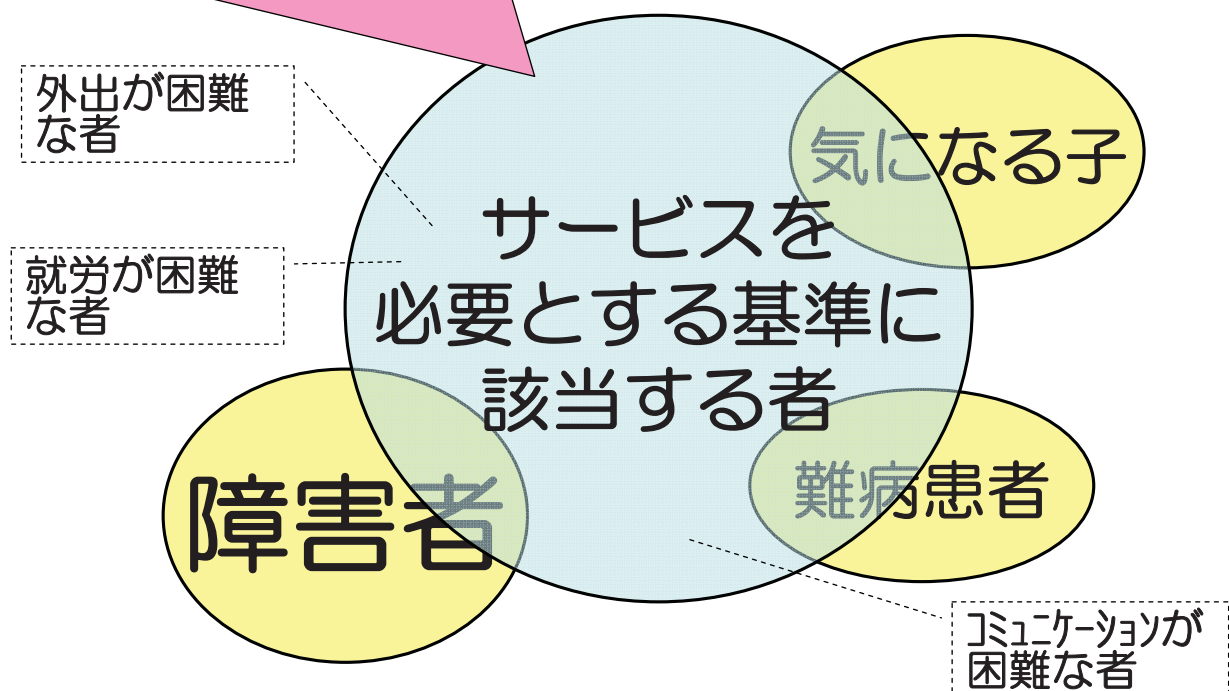 外出が困難
な者
気になる子
サービスを
必要とする基準に
該当する者
就労が困難
な者
障害者
難病患者
ｺﾐｭﾆｹｰｼｮﾝが
困難な者